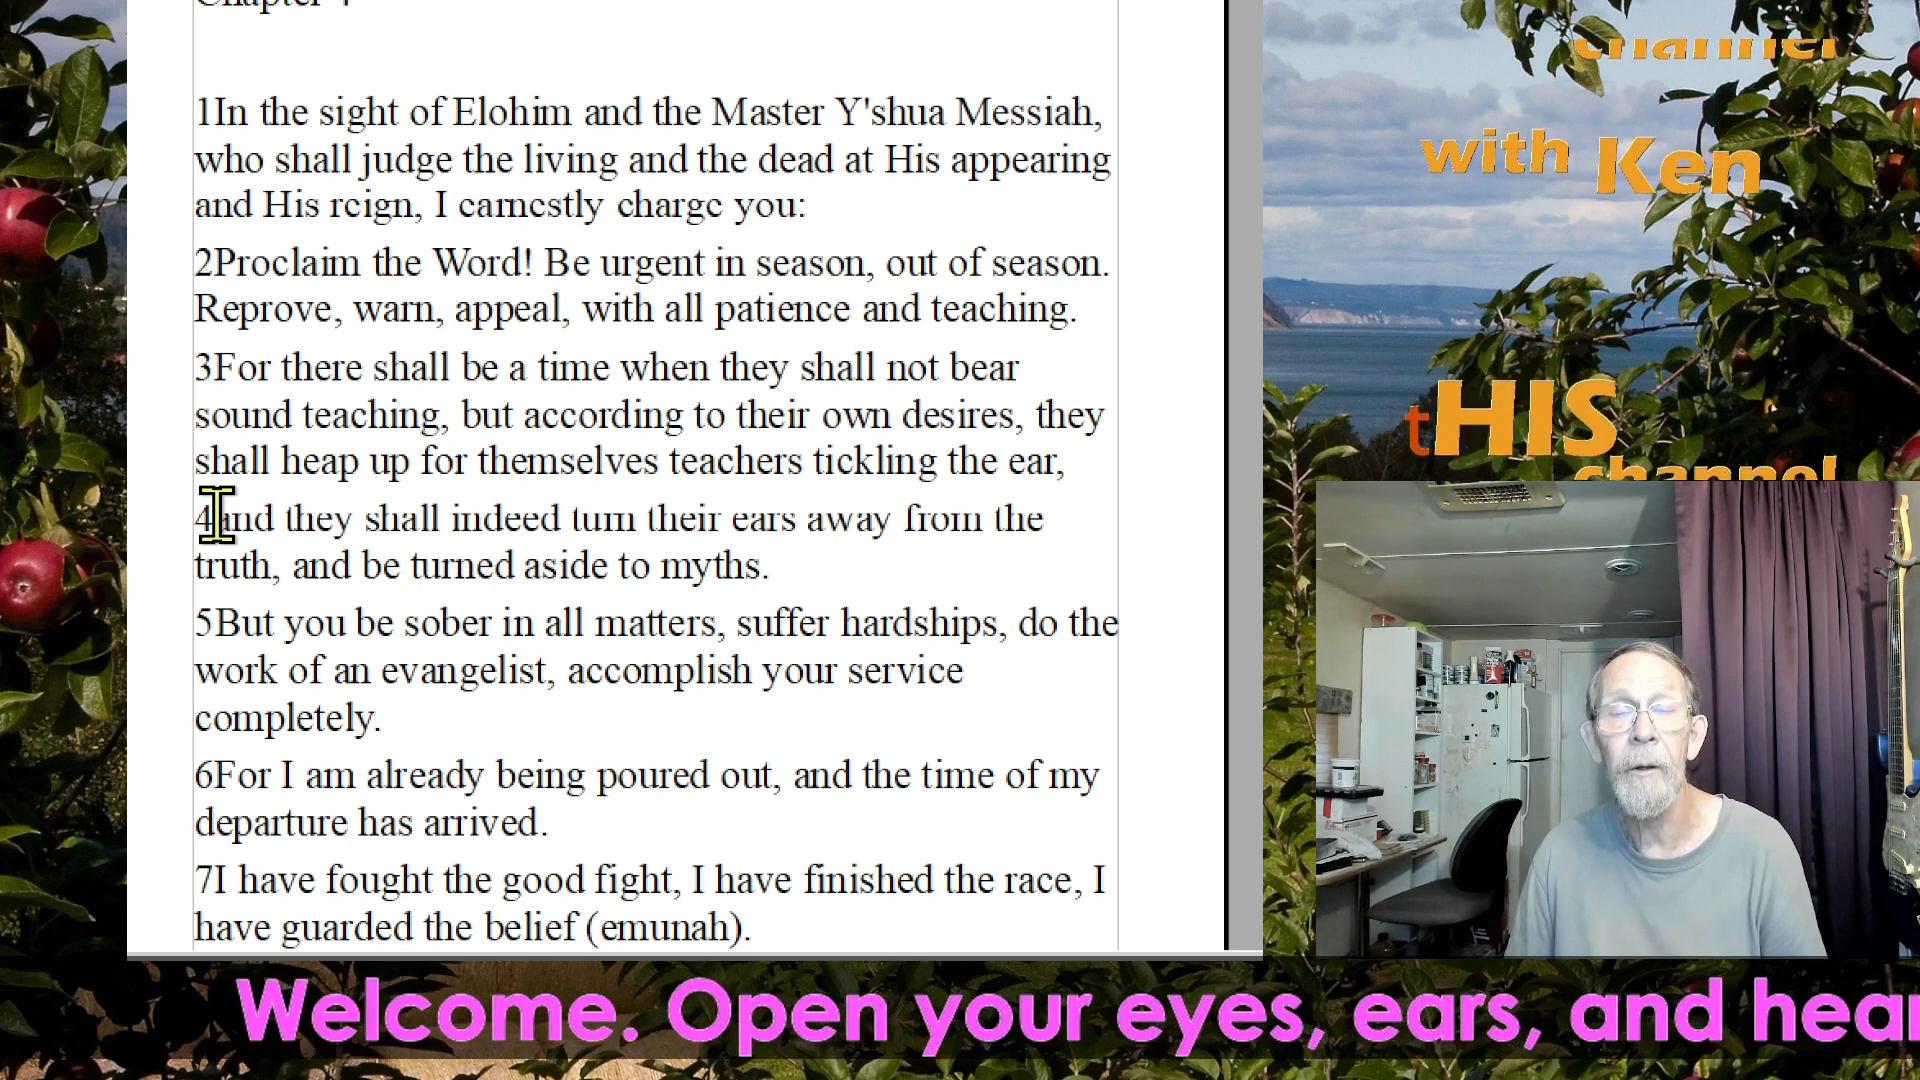 Chapter 4
1In the sight of Elohim and the Master Y'shua Messiah,
who shall judge the living and the dead at His appearing
and His reign, I earnestly charge you:
2Proclaim the Word! Be urgent in season, out of season.
Reprove, warn, appeal, with all patience and teaching.
3For there shall be a time when they shall not bear
sound teaching, but according to their own desires, they
shall heap up for themselves teachers tickling the ear,
4and they shall indeed turn their ears away from the
truth, and be turned aside to myths.
5But you be sober in all matters, suffer hardships, do the
work of an evangelist, accomplish your service
completely.
6For I am already being poured out, and the time of my
departure has arrived.
7I have fought the good fight, I have finished the race, I
have guarded the belief (emunah).
channel
with Ken
tHIS
channel
Welcome. Open your eyes, ears, and hear